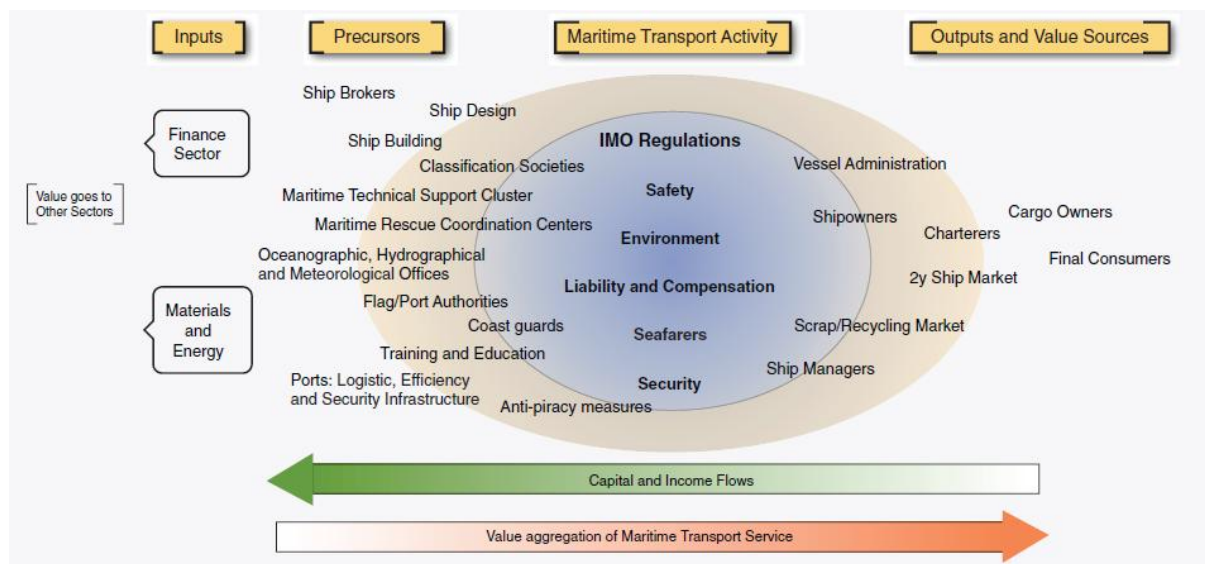 Inputs
Precursors
Maritime Transport Activity
Outputs and Value Sources
Finance
Sector
Value goes to
Other Sectors
Materials
and
Energy
Ship Brokers
Ship Design
Ship Building
Classification Societies
Maritime Technical Support Cluster
Maritime Rescue Coordination Centers
Oceanographic, Hydrographical
and Meteorological Offices
Flag/Port Authorities
Coast guards
Training and Education
Ports: Logistic, Efficiency
and Security Infrastructure
Anti-piracy measures
IMO Regulations
Safety
Environment
Liability and Compensation
Seafarers
Security
Vessel Administration
Shipowners
Cargo Owners
Charterers
Final Consumers
2y Ship Market
Scrap/Recycling Market
Ship Managers
Capital and Income Flows
Value aggregation of Maritime Transport Service